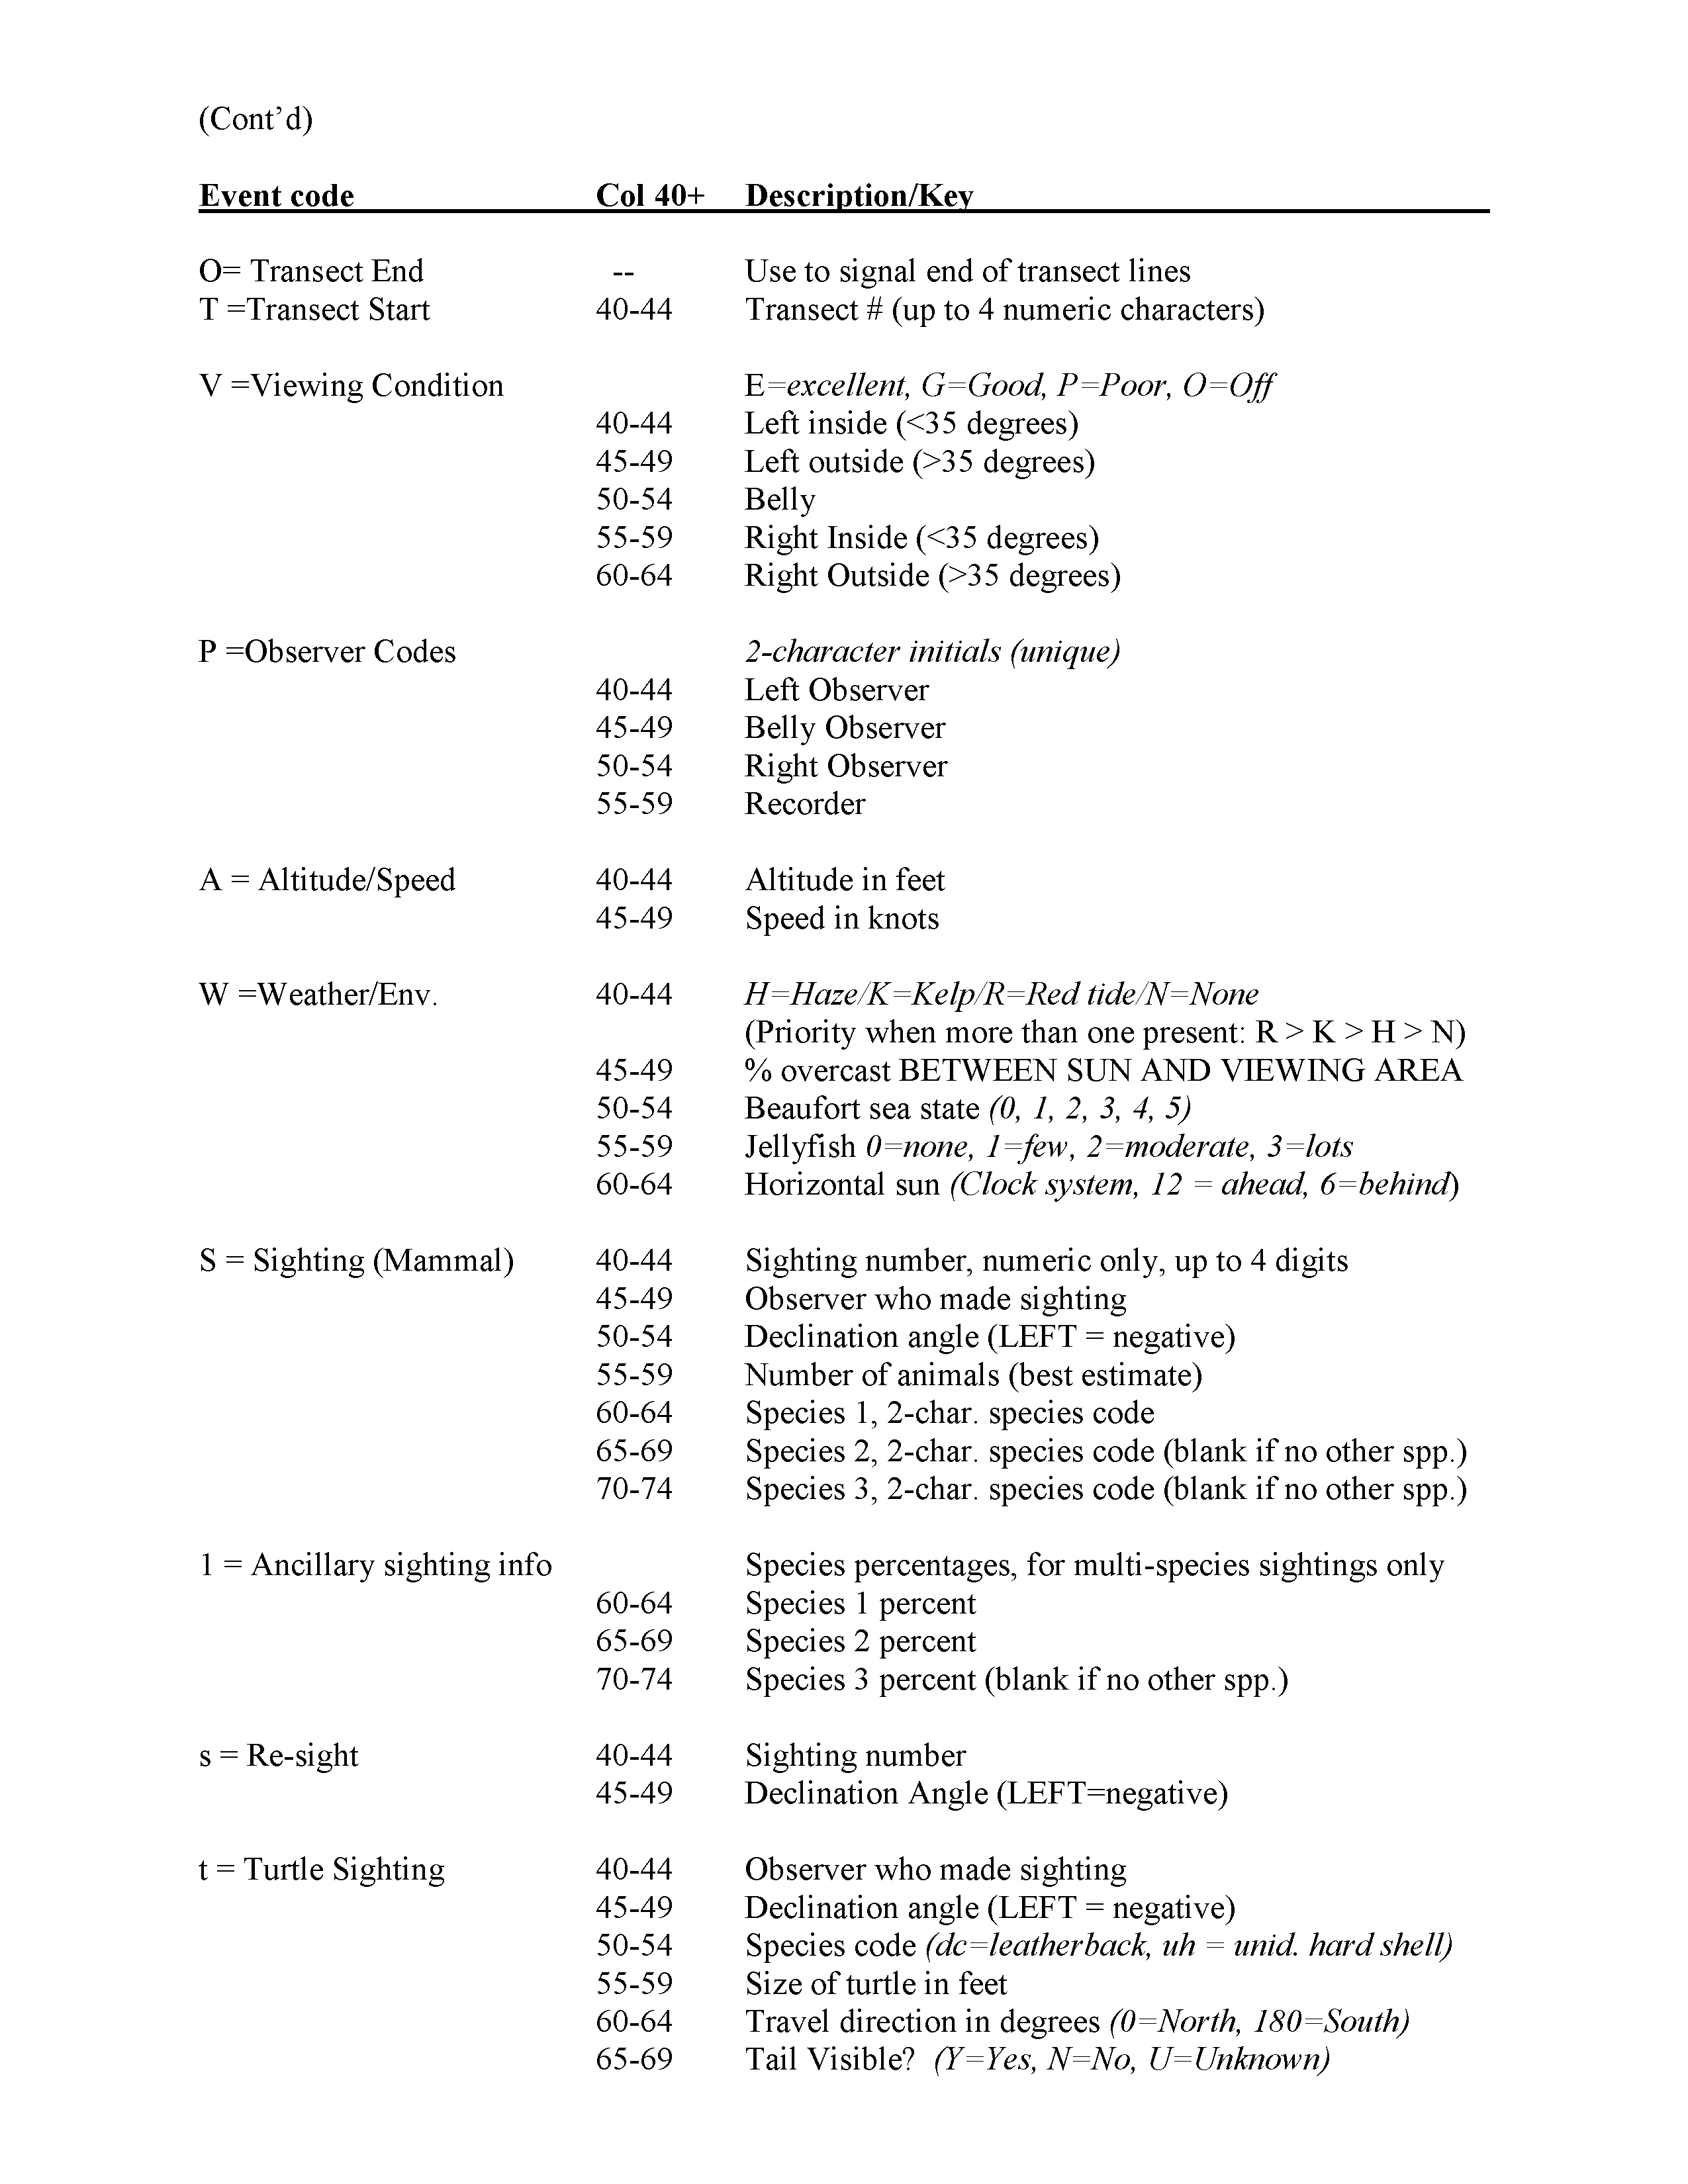 (Cont’d)
Event code Col 40+ Description/Key
O= Transect End -- Use to signal end of transect lines
T =Transect Start 40-44 Transect # (up to 4 numeric characters)
V =Viewing Condition E=excellent, G=Good, P=Poor, O=Off
40-44 Left inside (<35 degrees)
45-49 Left outside (>35 degrees)
50-54 Belly
55-59 Right Inside (<35 degrees)
60-64 Right Outside (>35 degrees)
P =Observer Codes 2-character initials (unique)
40-44 Left Observer
45-49 Belly Observer
50-54 Right Observer
55-59 Recorder
A = Altitude/Speed 40-44 Altitude in feet
45-49 Speed in knots
W =Weather/Env. 40-44 H=Haze/K=Kelp/R=Red tide/N=None
(Priority when more than one present: R > K > H > N)
45-49 % overcast BETWEEN SUN AND VIEWING AREA
50-54 Beaufort sea state (0, 1, 2, 3, 4, 5)
55-59 Jellyfish 0=none, 1=few, 2=moderate, 3=lots
60-64 Horizontal sun (Clock system, 12 = ahead, 6=behind)
S = Sighting (Mammal) 40-44 Sighting number, numeric only, up to 4 digits
45-49 Observer who made sighting
50-54 Declination angle (LEFT = negative)
55-59 Number of animals (best estimate)
60-64 Species 1, 2-char. species code
65-69 Species 2, 2-char. species code (blank if no other spp.)
70-74 Species 3, 2-char. species code (blank if no other spp.)
1 = Ancillary sighting info Species percentages, for multi-species sightings only
60-64 Species 1 percent
65-69 Species 2 percent
70-74 Species 3 percent (blank if no other spp.)
s = Re-sight 40-44 Sighting number
45-49 Declination Angle (LEFT=negative)
t = Turtle Sighting 40-44 Observer who made sighting
45-49 Declination angle (LEFT = negative)
50-54 Species code (dc=leatherback, uh = unid. hard shell)
55-59 Size of turtle in feet
60-64 Travel direction in degrees (0=North, 180=South)
65-69 Tail Visible? (Y=Yes, N=No, U=Unknown)